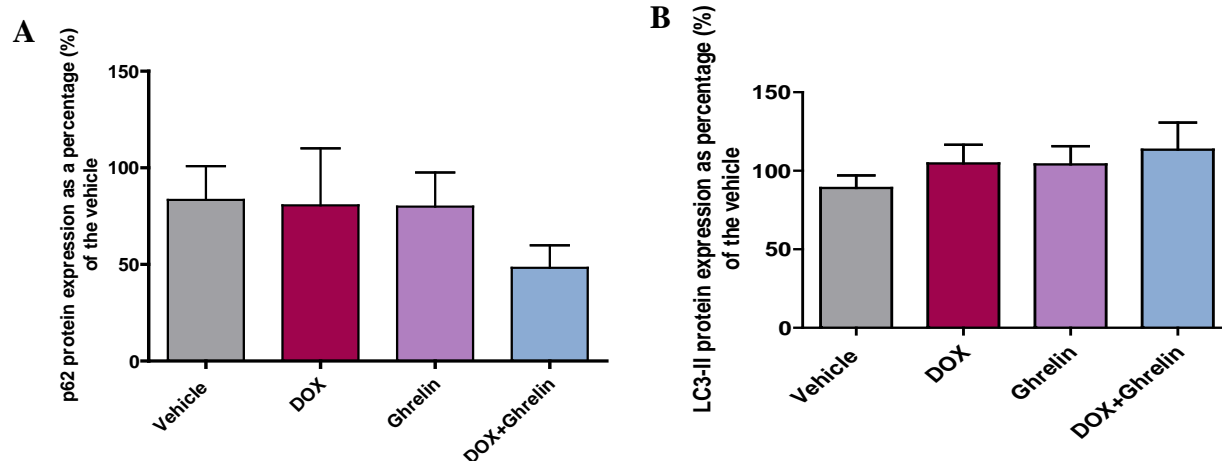 A
p62 protein expression as a percentage (%)
of the vehicle
150
100
50
0
Vehicle
DOX
Ghrelin
DOX+Ghrelin
B
LC3-II protein expression as percentage (%)
of the vehicle
150
100
50
0
Vehicle
DOX
Ghrelin
DOX+Ghrelin